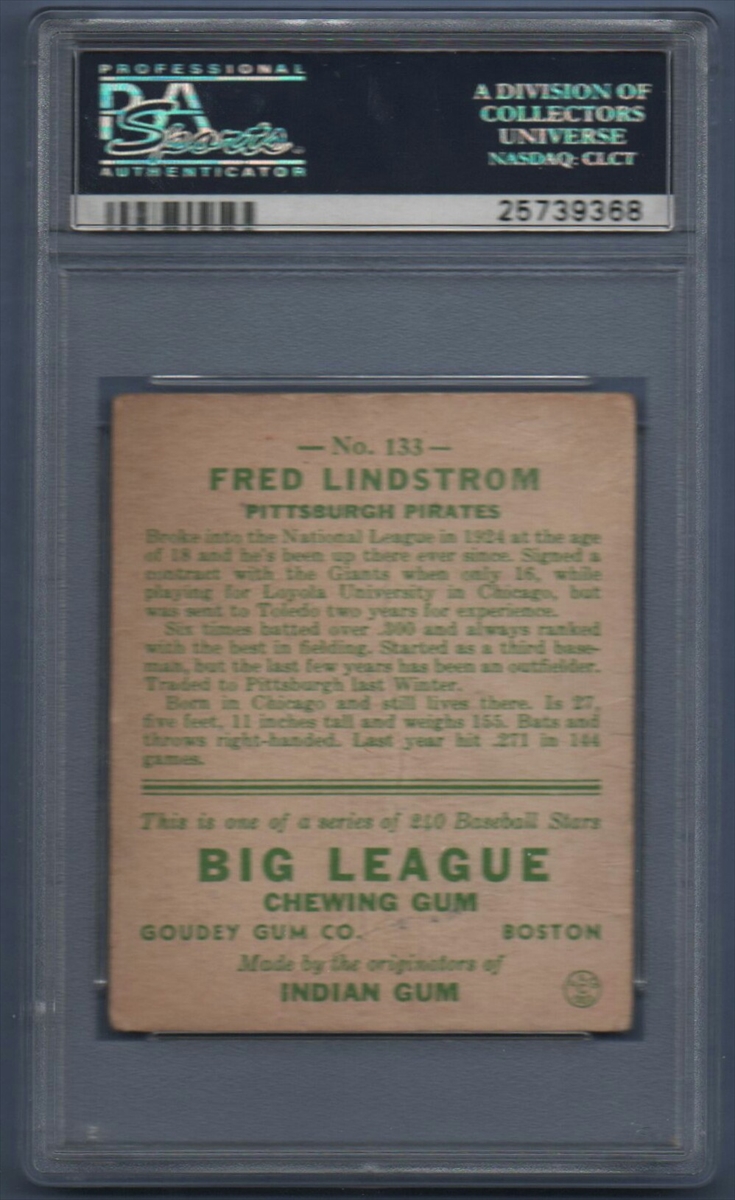 PROFESSIONAL
PSA
Sports
AUTHENTICATOR
A DIVISION OF
COLLECTORS
UNIVERSE
NASDAQ: CLCT
25739368
— No. 133 —
FRED LINDSTROM
PITTSBURGH PIRATES
Broke into the National League in 1924 at the age
of 18 and he's been up there ever since. Signed a
contract with the Giants when only 16, while
playing for Loyola University in Chicago, but
was sent to Toledo two years for experience.
Six times batted over .300 and always ranked
with the best in fielding. Started as a third base-
man, but the last few years has been an outfielder.
Traded to Pittsburgh last Winter.
Born in Chicago and still lives there. Is 27,
five feet, 11 inches tall and weighs 155. Bats and
throws right-handed. Last year hit .271 in 144
games.
This is one of a series of 240 Baseball Stars
BIG LEAGUE
CHEWING GUM
GOUDEY GUM CO. BOSTON
Made by the originators of
INDIAN GUM